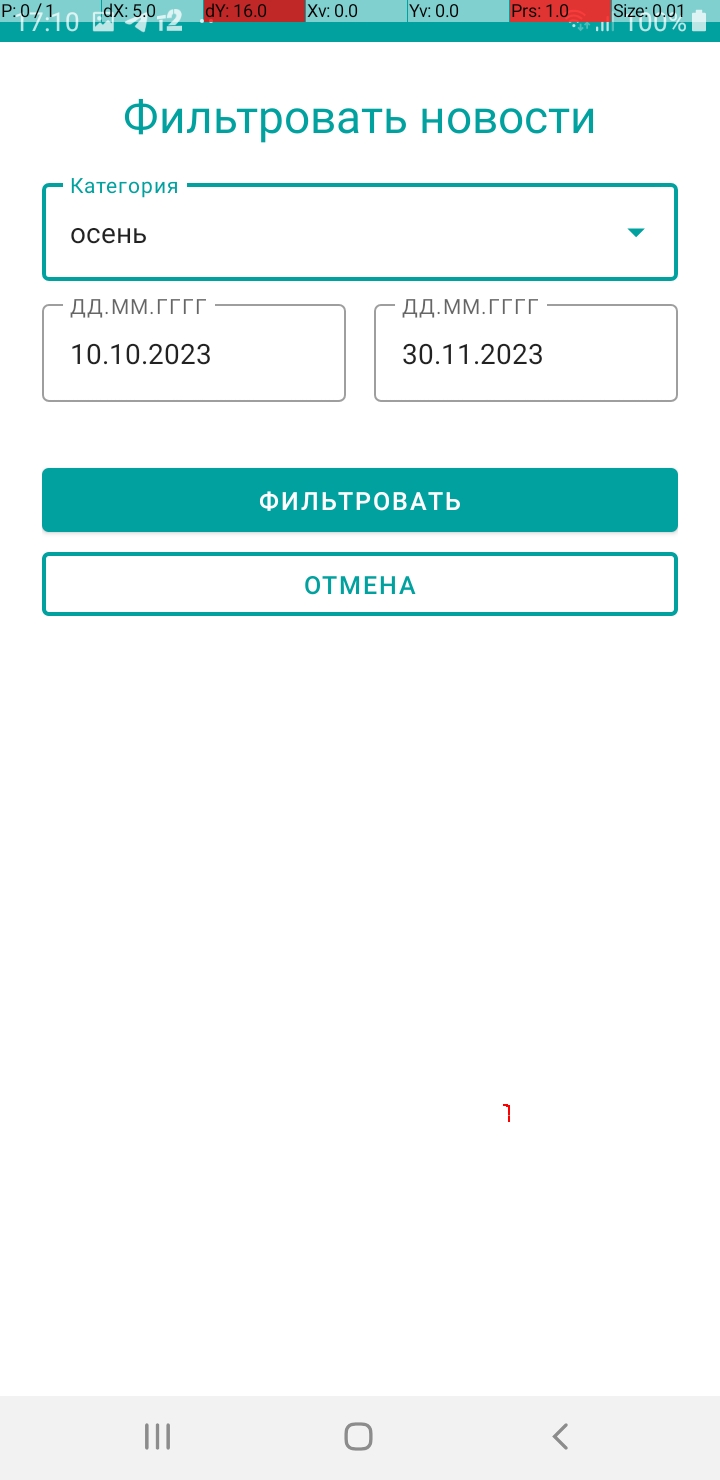 P: 0 / 1 dX: 5.0 dY: 16.0 Xv: 0.0 Yv: 0.0 Prs: 1.0 Size: 0.01
17:10 т2 100%
Фильтровать новости
Категория
осень
ДД.ММ.ГГГГ ДД.ММ.ГГГГ
10.10.2023 30.11.2023
ФИЛЬТРОВАТЬ
ОТМЕНА